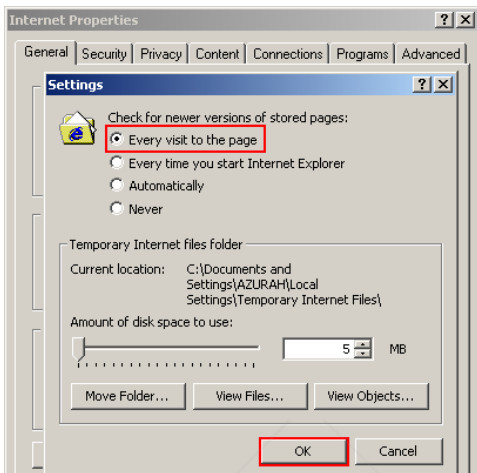 Internet Properties
General Security Privacy Content Connections Programs Advanced
Settings
Check for newer versions of stored pages:
Every visit to the page
Every time you start Internet Explorer
Automatically
Never
Temporary Internet files folder
Current location: C:\Documents and
Settings\AZURAH\Local
Settings\Temporary Internet Files\
Amount of disk space to use:
5 MB
Move Folder... View Files... View Objects...
OK Cancel